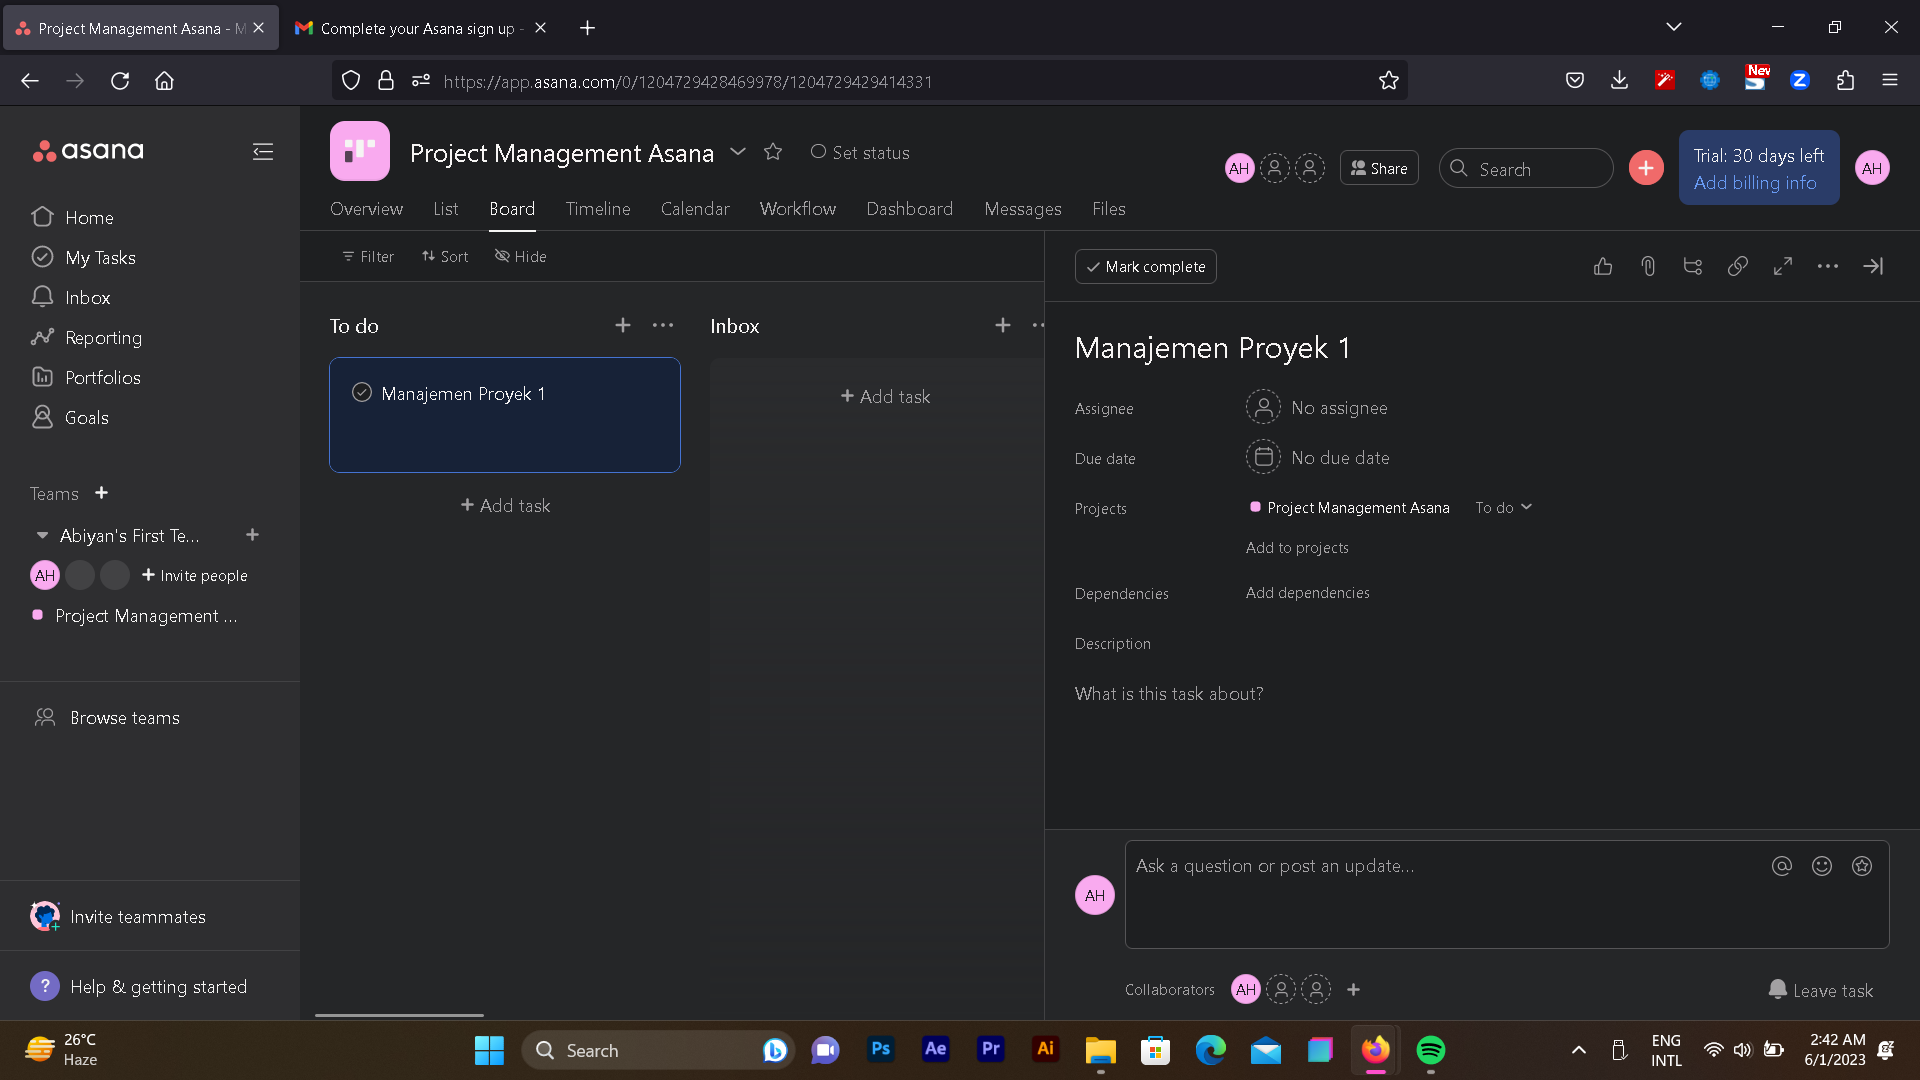 Project Management Asana - M
Complete your Asana sign up -
https://app.asana.com/0/1204729428469978/1204729429414331
New
asana
Home
My Tasks
Inbox
Reporting
Portfolios
Goals
Teams
Abiyan's First Te...
AH
Invite people
Project Management ...
Browse teams
Invite teammates
? Help & getting started
Project Management Asana
Set status
AH
Share
Search
Trial: 30 days left
Add billing info
AH
Overview List Board Timeline Calendar Workflow Dashboard Messages Files
Filter Sort Hide
To do
Manajemen Proyek 1
+ Add task
Inbox
+ Add task
Mark complete
Manajemen Proyek 1
Assignee No assignee
Due date No due date
Projects Project Management Asana To do
Add to projects
Dependencies Add dependencies
Description
What is this task about?
AH
Ask a question or post an update...
Collaborators AH
Leave task
26°C
Haze
Search
Ps Ae Pr Ai
ENG
INTL
2:42 AM
6/1/2023